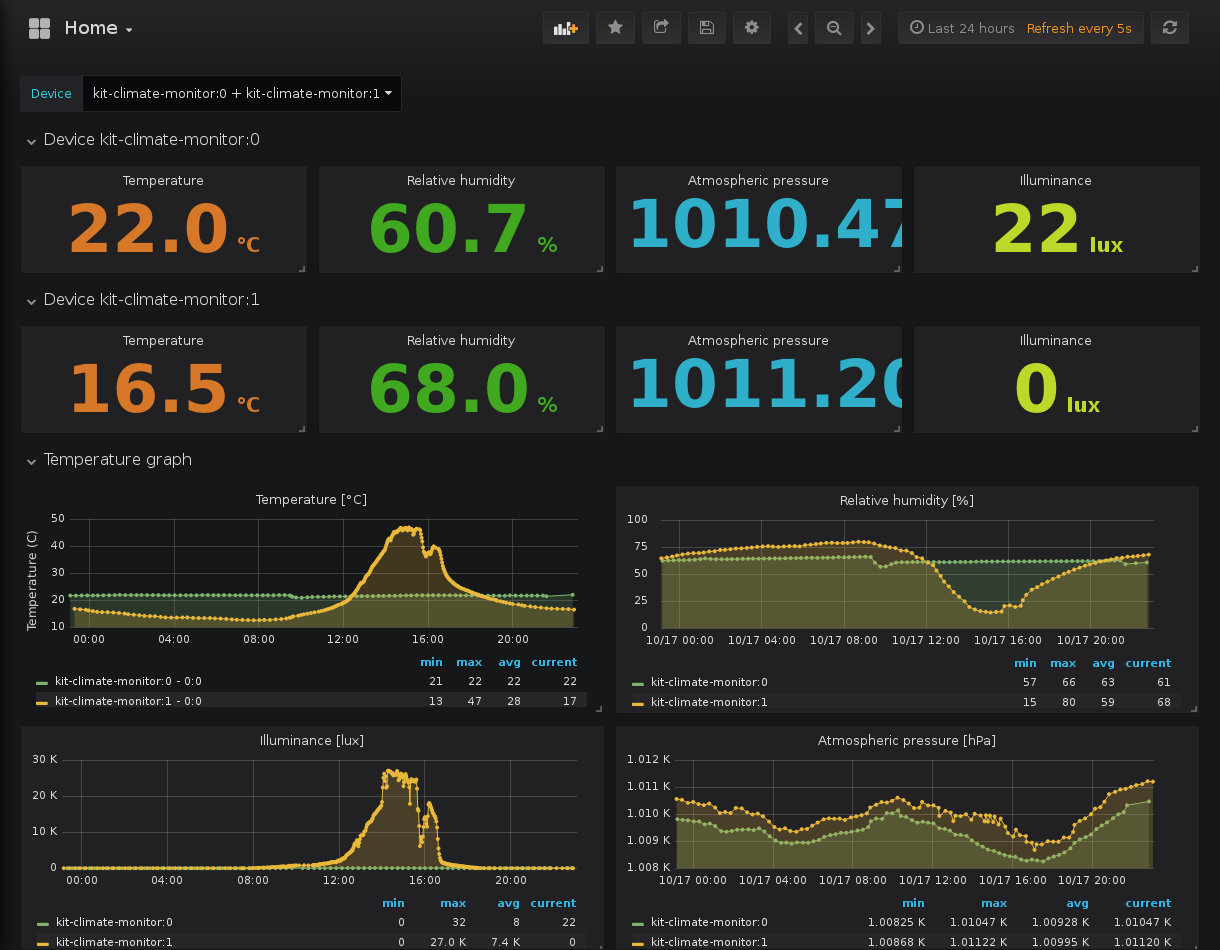 Home
Last 24 hours Refresh every 5s
Device kit-climate-monitor:0 + kit-climate-monitor:1
Device kit-climate-monitor:0
Temperature Relative humidity Atmospheric pressure Illuminance
22.0 °C 60.7 % 1010.47 22 lux
Device kit-climate-monitor:1
Temperature Relative humidity Atmospheric pressure Illuminance
16.5 °C 68.0 % 1011.20 0 lux
Temperature graph
Temperature [°C]
Temperature (C)
50
40
30
20
10
00:00 04:00 08:00 12:00 16:00 20:00
min max avg current
kit-climate-monitor:0 - 0:0 21 22 22 22
kit-climate-monitor:1 - 0:0 13 47 28 17
Relative humidity [%]
100
75
50
25
0
10/17 00:00 10/17 04:00 10/17 08:00 10/17 12:00 10/17 16:00 10/17 20:00
min max avg current
kit-climate-monitor:0 57 66 63 61
kit-climate-monitor:1 15 80 59 68
Illuminance [lux]
30 K
20 K
10 K
0
00:00 04:00 08:00 12:00 16:00 20:00
min max avg current
kit-climate-monitor:0 0 32 8 22
kit-climate-monitor:1 0 27.0 K 7.4 K 0
Atmospheric pressure [hPa]
1.012 K
1.011 K
1.010 K
1.009 K
1.008 K
10/17 00:00 10/17 04:00 10/17 08:00 10/17 12:00 10/17 16:00 10/17 20:00
min max avg current
kit-climate-monitor:0 1.00825 K 1.01047 K 1.00928 K 1.01047 K
kit-climate-monitor:1 1.00868 K 1.01122 K 1.00995 K 1.01120 K